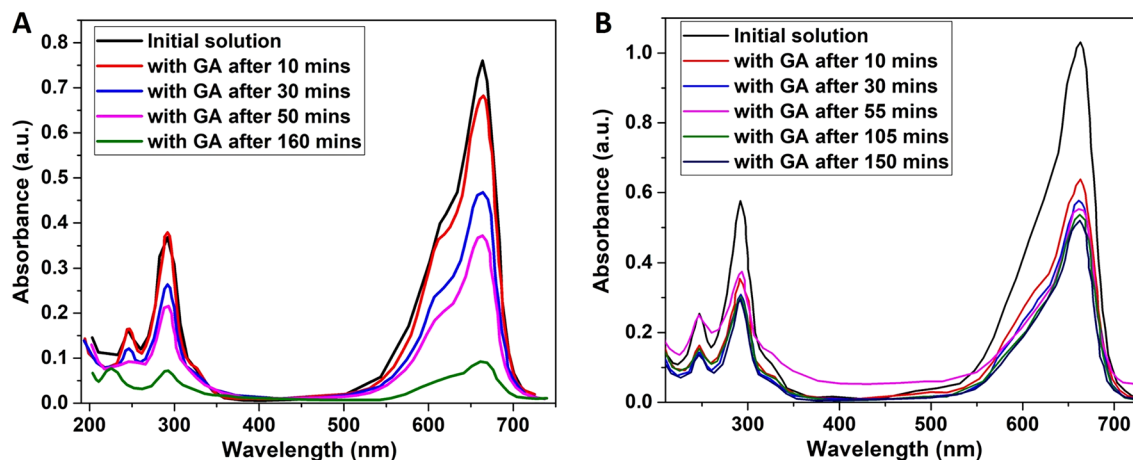 A
Initial solution
with GA after 10 mins
with GA after 30 mins
with GA after 50 mins
with GA after 160 mins
Absorbance (a.u.)
0.8
0.7
0.6
0.5
0.4
0.3
0.2
0.1
0.0
200 300 400 500 600 700
Wavelength (nm)
B
Initial solution
with GA after 10 mins
with GA after 30 mins
with GA after 55 mins
with GA after 105 mins
with GA after 150 mins
Absorbance (a.u.)
1.0
0.8
0.6
0.4
0.2
0.0
300 400 500 600 700
Wavelength (nm)